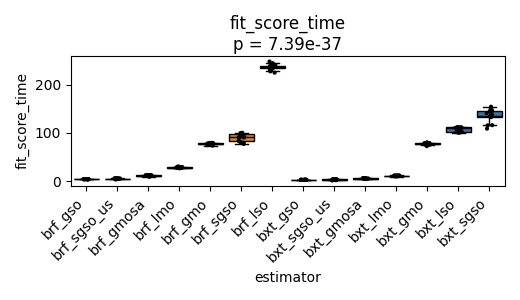 fit_score_time
p = 7.39e-37
fit_score_time
200
100
0
brf_gso
brf_sgso_us
brf_gmosa
brf_lmo
brf_gmo
brf_sgso
brf_lso
bxt_gso
bxt_sgso_us
bxt_gmosa
bxt_lmo
bxt_gmo
bxt_lso
bxt_sgso
estimator